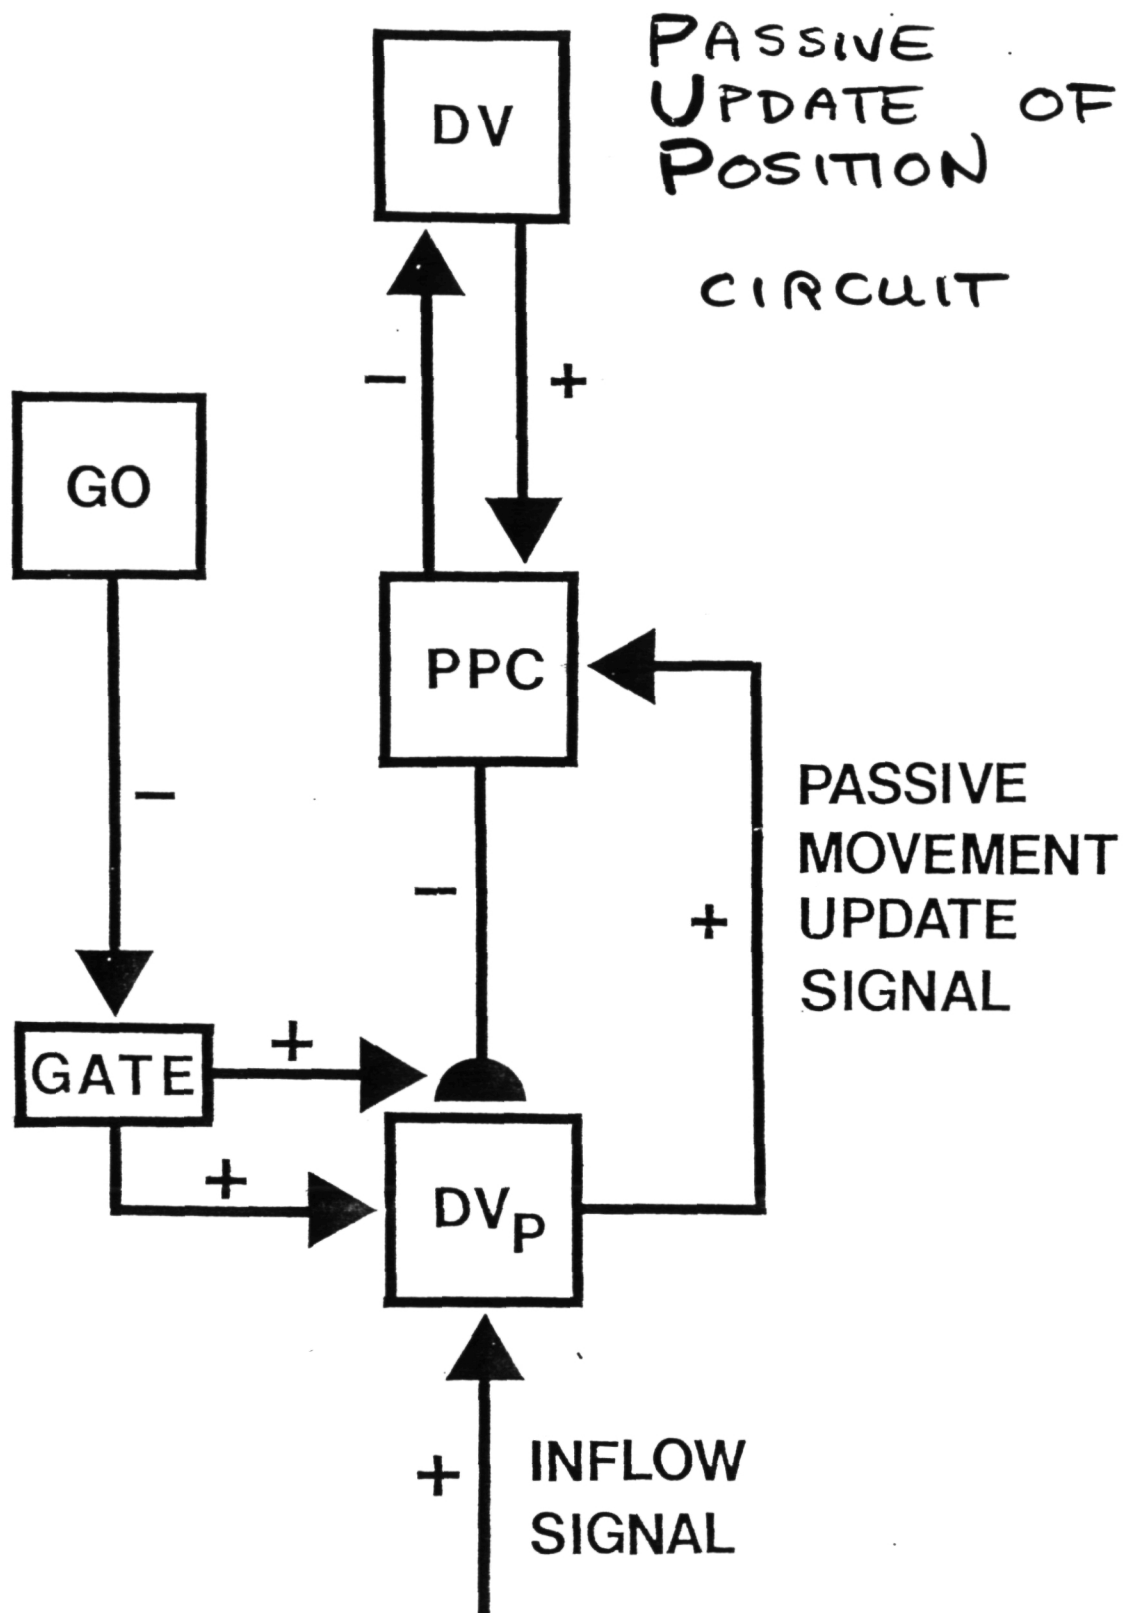 PASSIVE
UPDATE OF
POSITION
CIRCUIT
DV
−
+
GO
PPC
−
−
+
PASSIVE
MOVEMENT
UPDATE
SIGNAL
GATE
+
+
DVP
+
INFLOW
SIGNAL